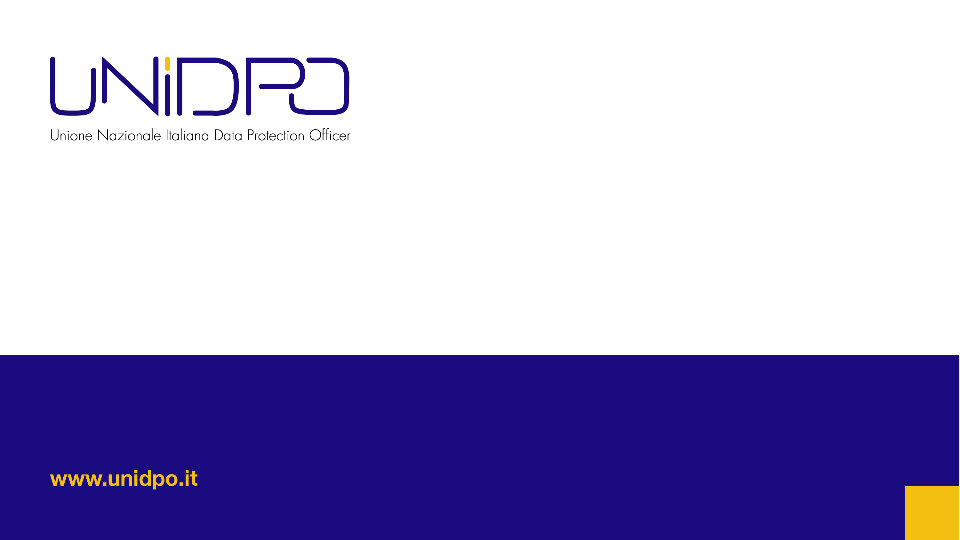 UNiDPO
Unione Nazionale Italiana Data Protection Officer
www.unidpo.it